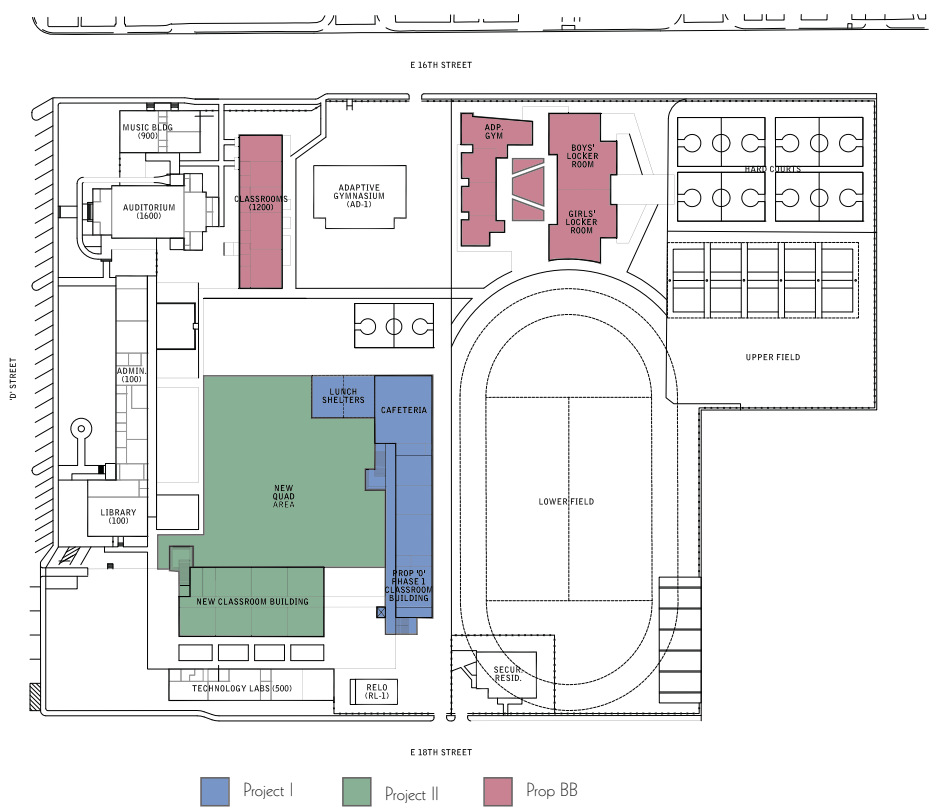 E 16TH STREET
MUSIC BLDG
(900)
ADP.
GYM
BOYS'
LOCKER
ROOM
HARD COURTS
AUDITORIUM
(1600)
CLASSROOMS
(1200)
ADAPTIVE
GYMNASIUM
(AD-1)
GIRLS'
LOCKER
ROOM
'D' STREET
ADMIN.
(100)
UPPER FIELD
LUNCH
SHELTERS
CAFETERIA
NEW
QUAD
AREA
LOWER FIELD
LIBRARY
(100)
PROP 'O'
PHASE 1
CLASSROOM
BUILDING
NEW CLASSROOM BUILDING
SECUR.
RESID.
TECHNOLOGY LABS (500)
RELO
(RL-1)
E 18TH STREET
Project I
Project II
Prop BB